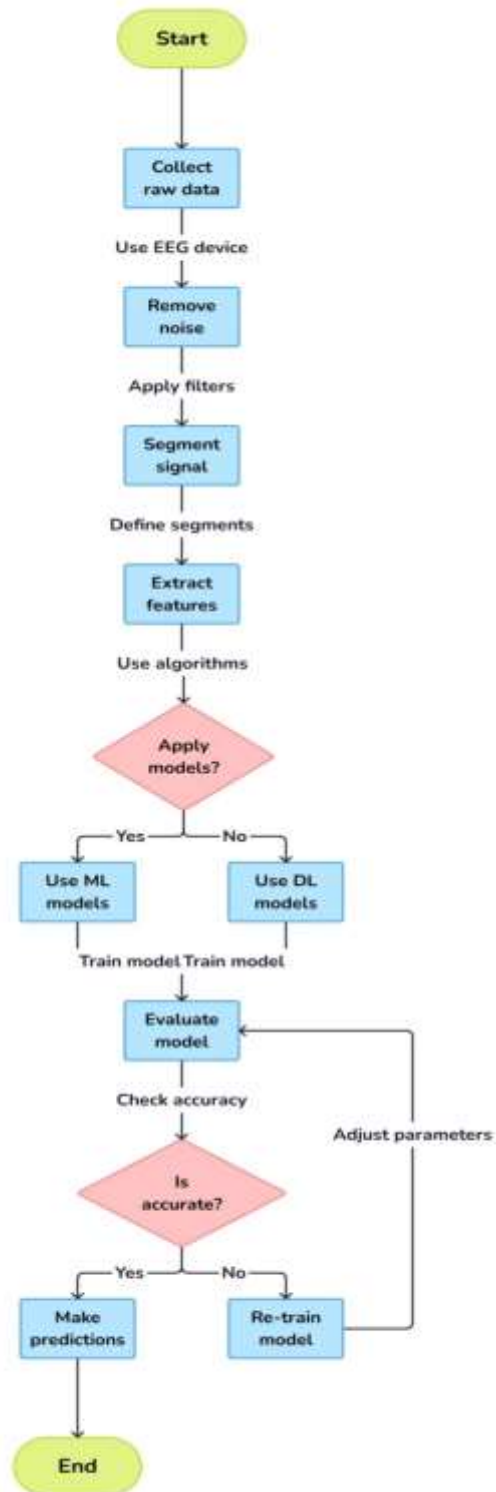 Start
Collect
raw data
Use EEG device
Remove
noise
Apply filters
Segment
signal
Define segments
Extract
features
Use algorithms
Apply
models?
Yes
No
Use ML
models
Use DL
models
Train model
Train model
Evaluate
model
Check accuracy
Adjust parameters
Is
accurate?
Yes
No
Make
predictions
Re-train
model
End